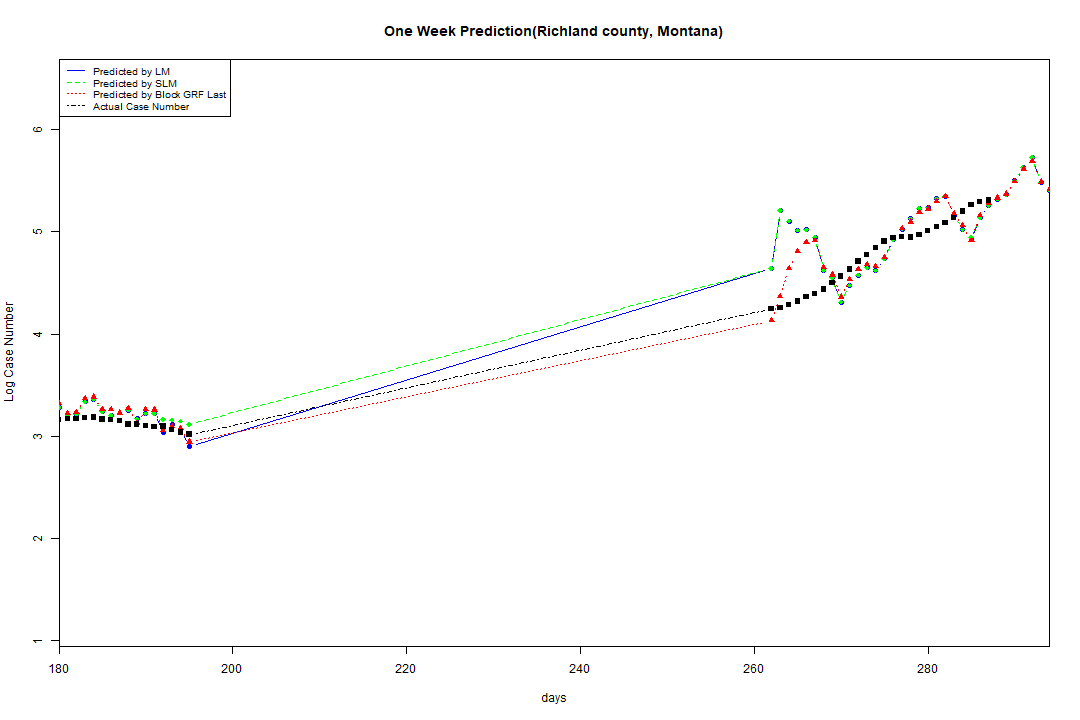 One Week Prediction(Richland county, Montana)
Predicted by LM
Predicted by SLM
Predicted by Block GRF Last
Actual Case Number
6
5
4
3
2
1
Log Case Number
180 200 220 240 260 280
days